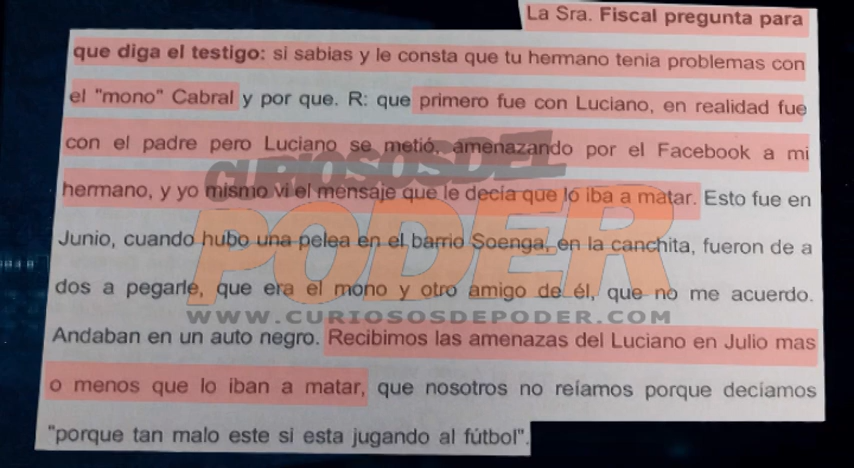 La Sra. Fiscal pregunta para
que diga el testigo: si sabias y le consta que tu hermano tenia problemas con
el "mono" Cabral y por que. R: que primero fue con Luciano, en realidad fue
con el padre pero Luciano se metió, amenazando por el Facebook a mi
hermano, y yo mismo vi el mensaje que le decía que lo iba a matar. Esto fue en
Junio, cuando hubo una pelea en el barrio Soenga, en la canchita, fueron de a
dos a pegarle, que era el mono y otro amigo de él, que no me acuerdo.
Andaban en un auto negro. Recibimos las amenazas del Luciano en Julio mas
o menos que lo iban a matar, que nosotros no reíamos porque decíamos
"porque tan malo este si esta jugando al fútbol".
CURIOSOSDEL
PODER
WWW.CURIOSOSDEPODER.COM